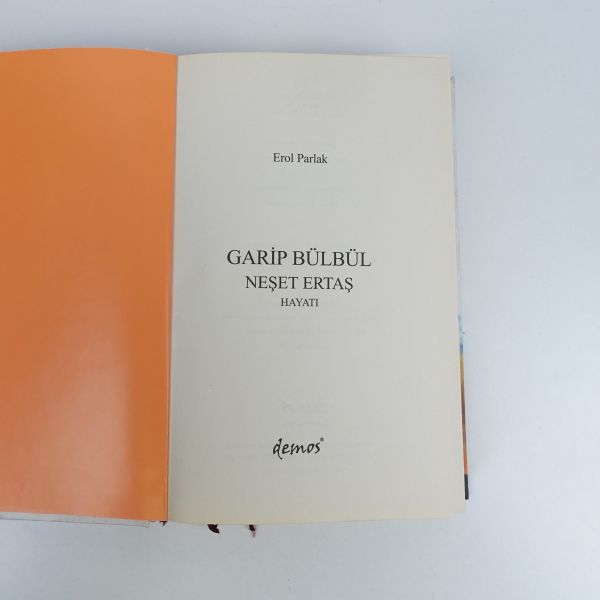 Erol Parlak
GARİP BÜLBÜL
NEŞET ERTAŞ
HAYATI
demos®